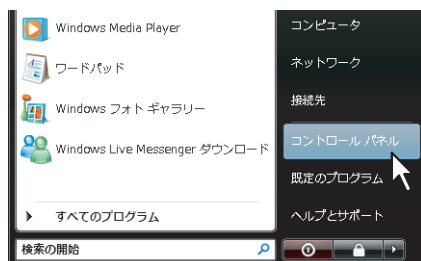 Windows Media Player
ワードパッド
Windows フォト ギャラリー
Windows Live Messenger ダウンロード
すべてのプログラム
検索の開始
コンピュータ
ネットワーク
接続先
コントロール パネル
既定のプログラム
ヘルプとサポート